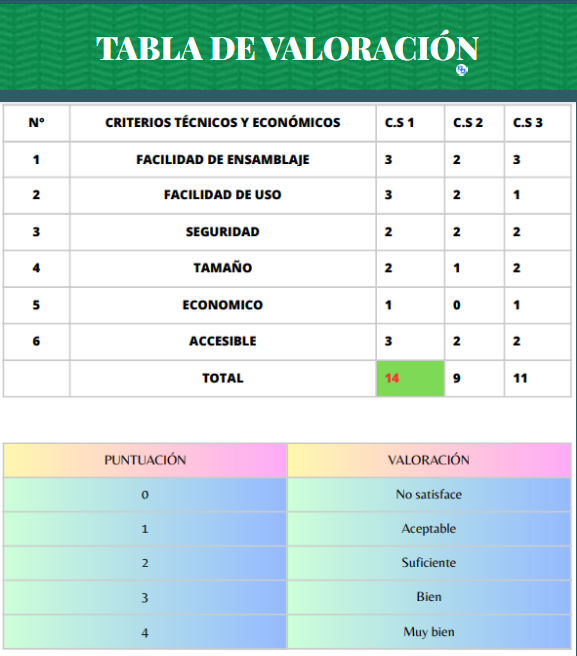 TABLA DE VALORACIÓN
N° CRITERIOS TÉCNICOS Y ECONÓMICOS C.S 1 C.S 2 C.S 3
1 FACILIDAD DE ENSAMBLAJE 3 2 3
2 FACILIDAD DE USO 3 2 1
3 SEGURIDAD 2 2 2
4 TAMAÑO 2 1 2
5 ECONOMICO 1 0 1
6 ACCESIBLE 3 2 2
TOTAL 14 9 11
PUNTUACIÓN VALORACIÓN
0 No satisface
1 Aceptable
2 Suficiente
3 Bien
4 Muy bien